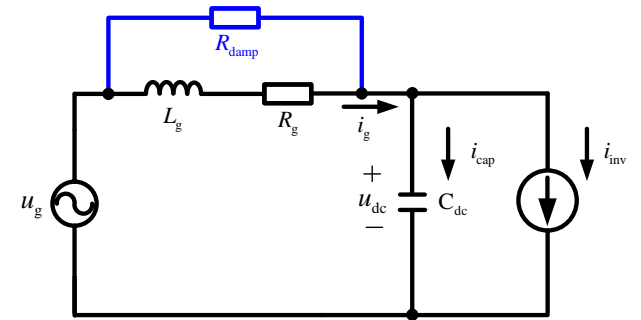 R_damp
L_g
R_g
i_g
i_cap
i_inv
u_g
+
u_dc
−
C_dc